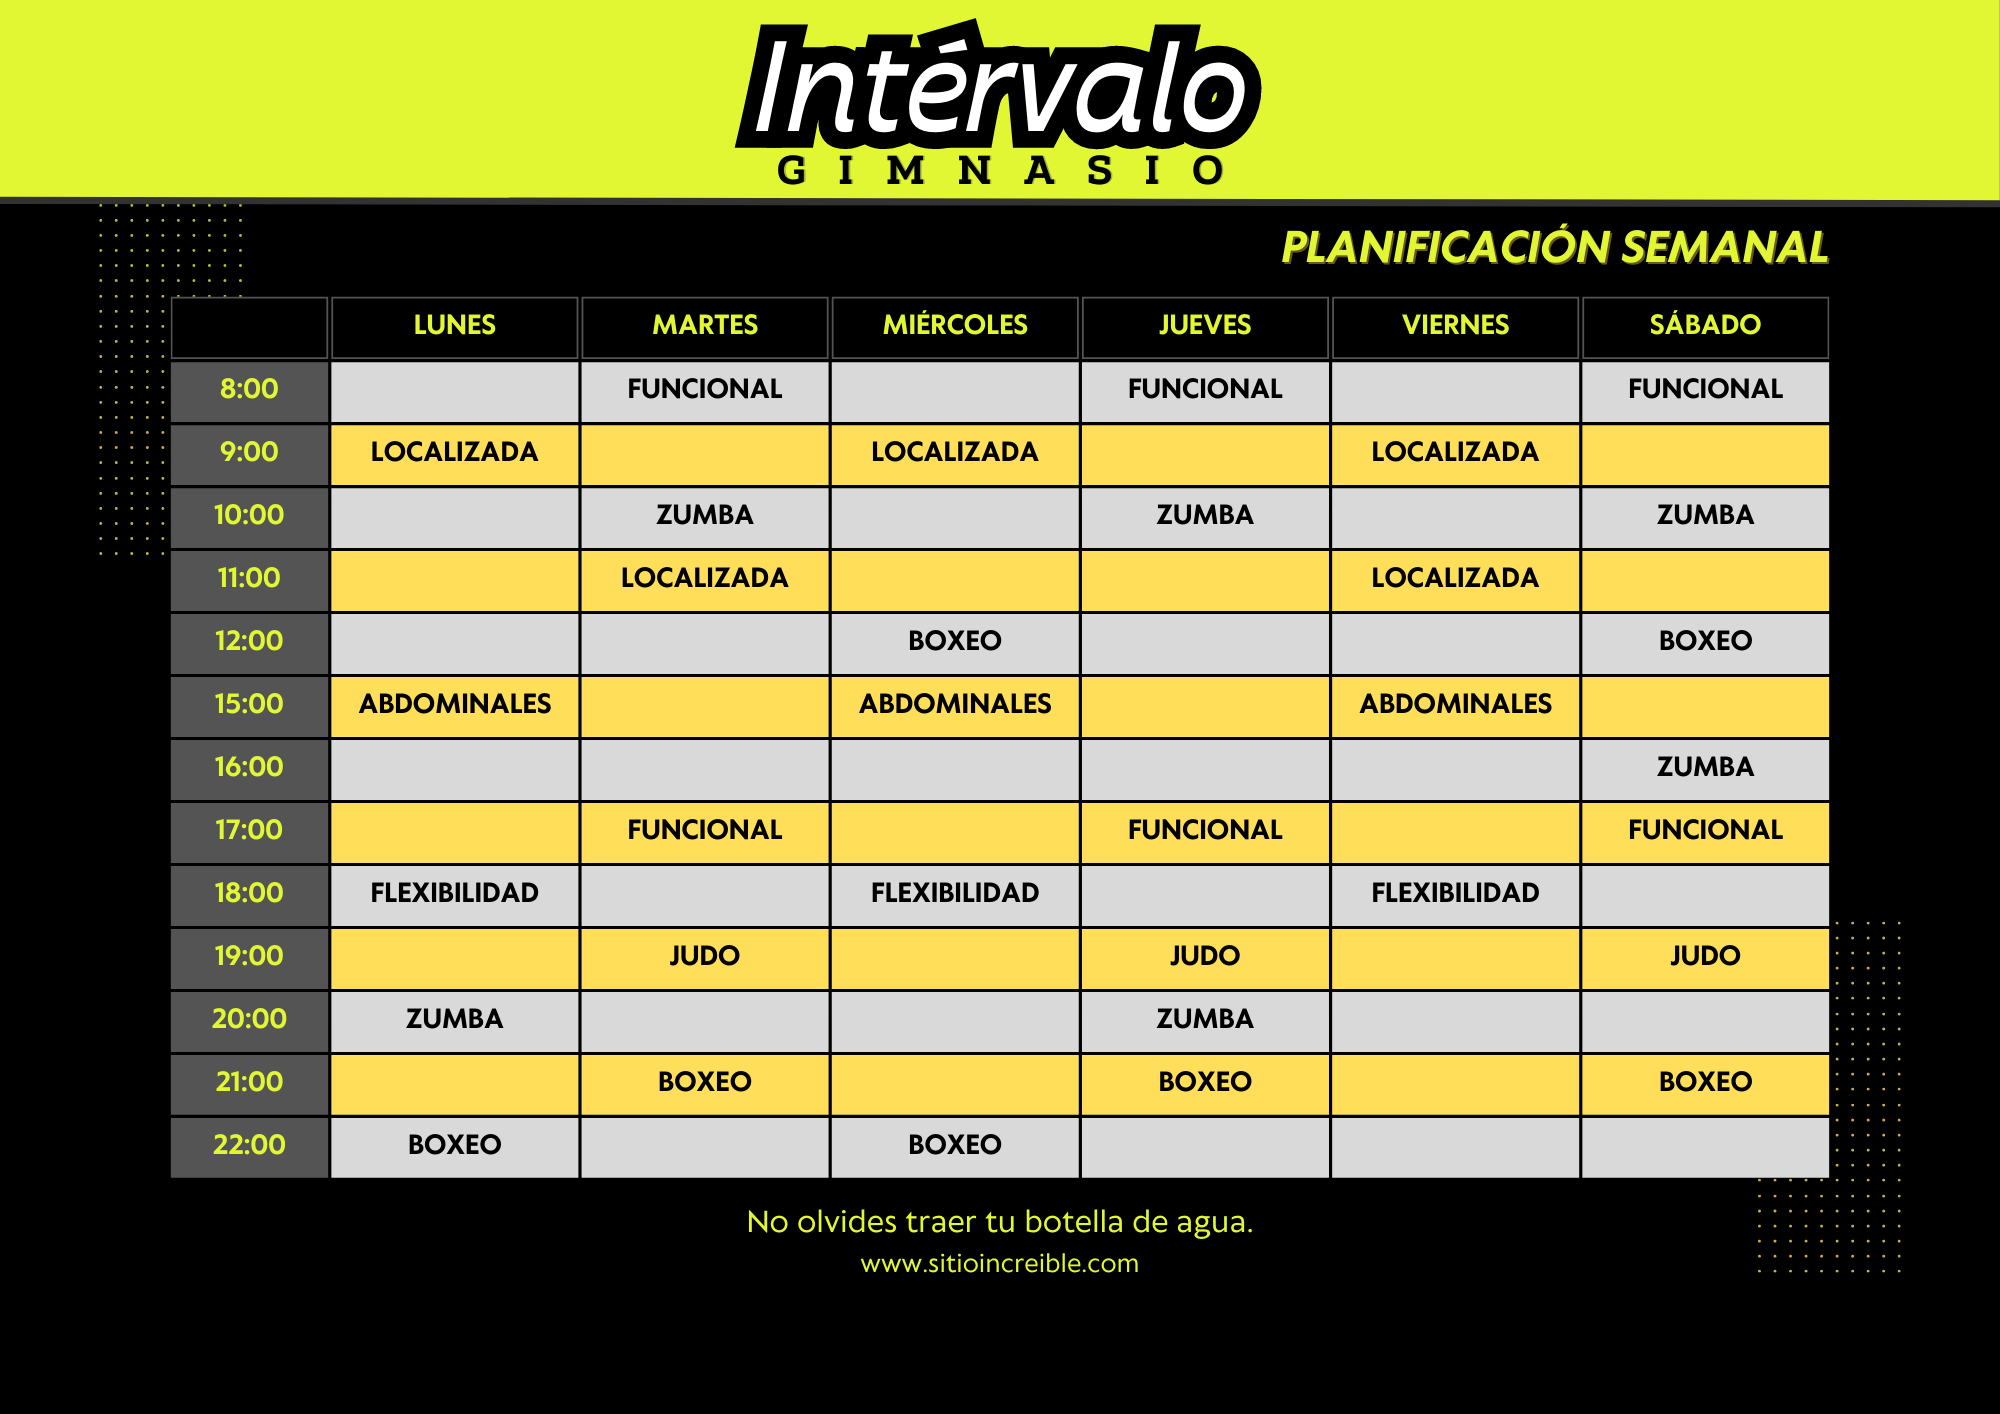 Intérvalo
GIMNASIO
PLANIFICACIÓN SEMANAL
LUNES MARTES MIÉRCOLES JUEVES VIERNES SÁBADO
8:00 FUNCIONAL FUNCIONAL FUNCIONAL
9:00 LOCALIZADA LOCALIZADA LOCALIZADA
10:00 ZUMBA ZUMBA ZUMBA
11:00 LOCALIZADA LOCALIZADA
12:00 BOXEO BOXEO
15:00 ABDOMINALES ABDOMINALES ABDOMINALES
16:00 ZUMBA
17:00 FUNCIONAL FUNCIONAL FUNCIONAL
18:00 FLEXIBILIDAD FLEXIBILIDAD FLEXIBILIDAD
19:00 JUDO JUDO JUDO
20:00 ZUMBA ZUMBA
21:00 BOXEO BOXEO BOXEO
22:00 BOXEO BOXEO
No olvides traer tu botella de agua.
www.sitioincreible.com